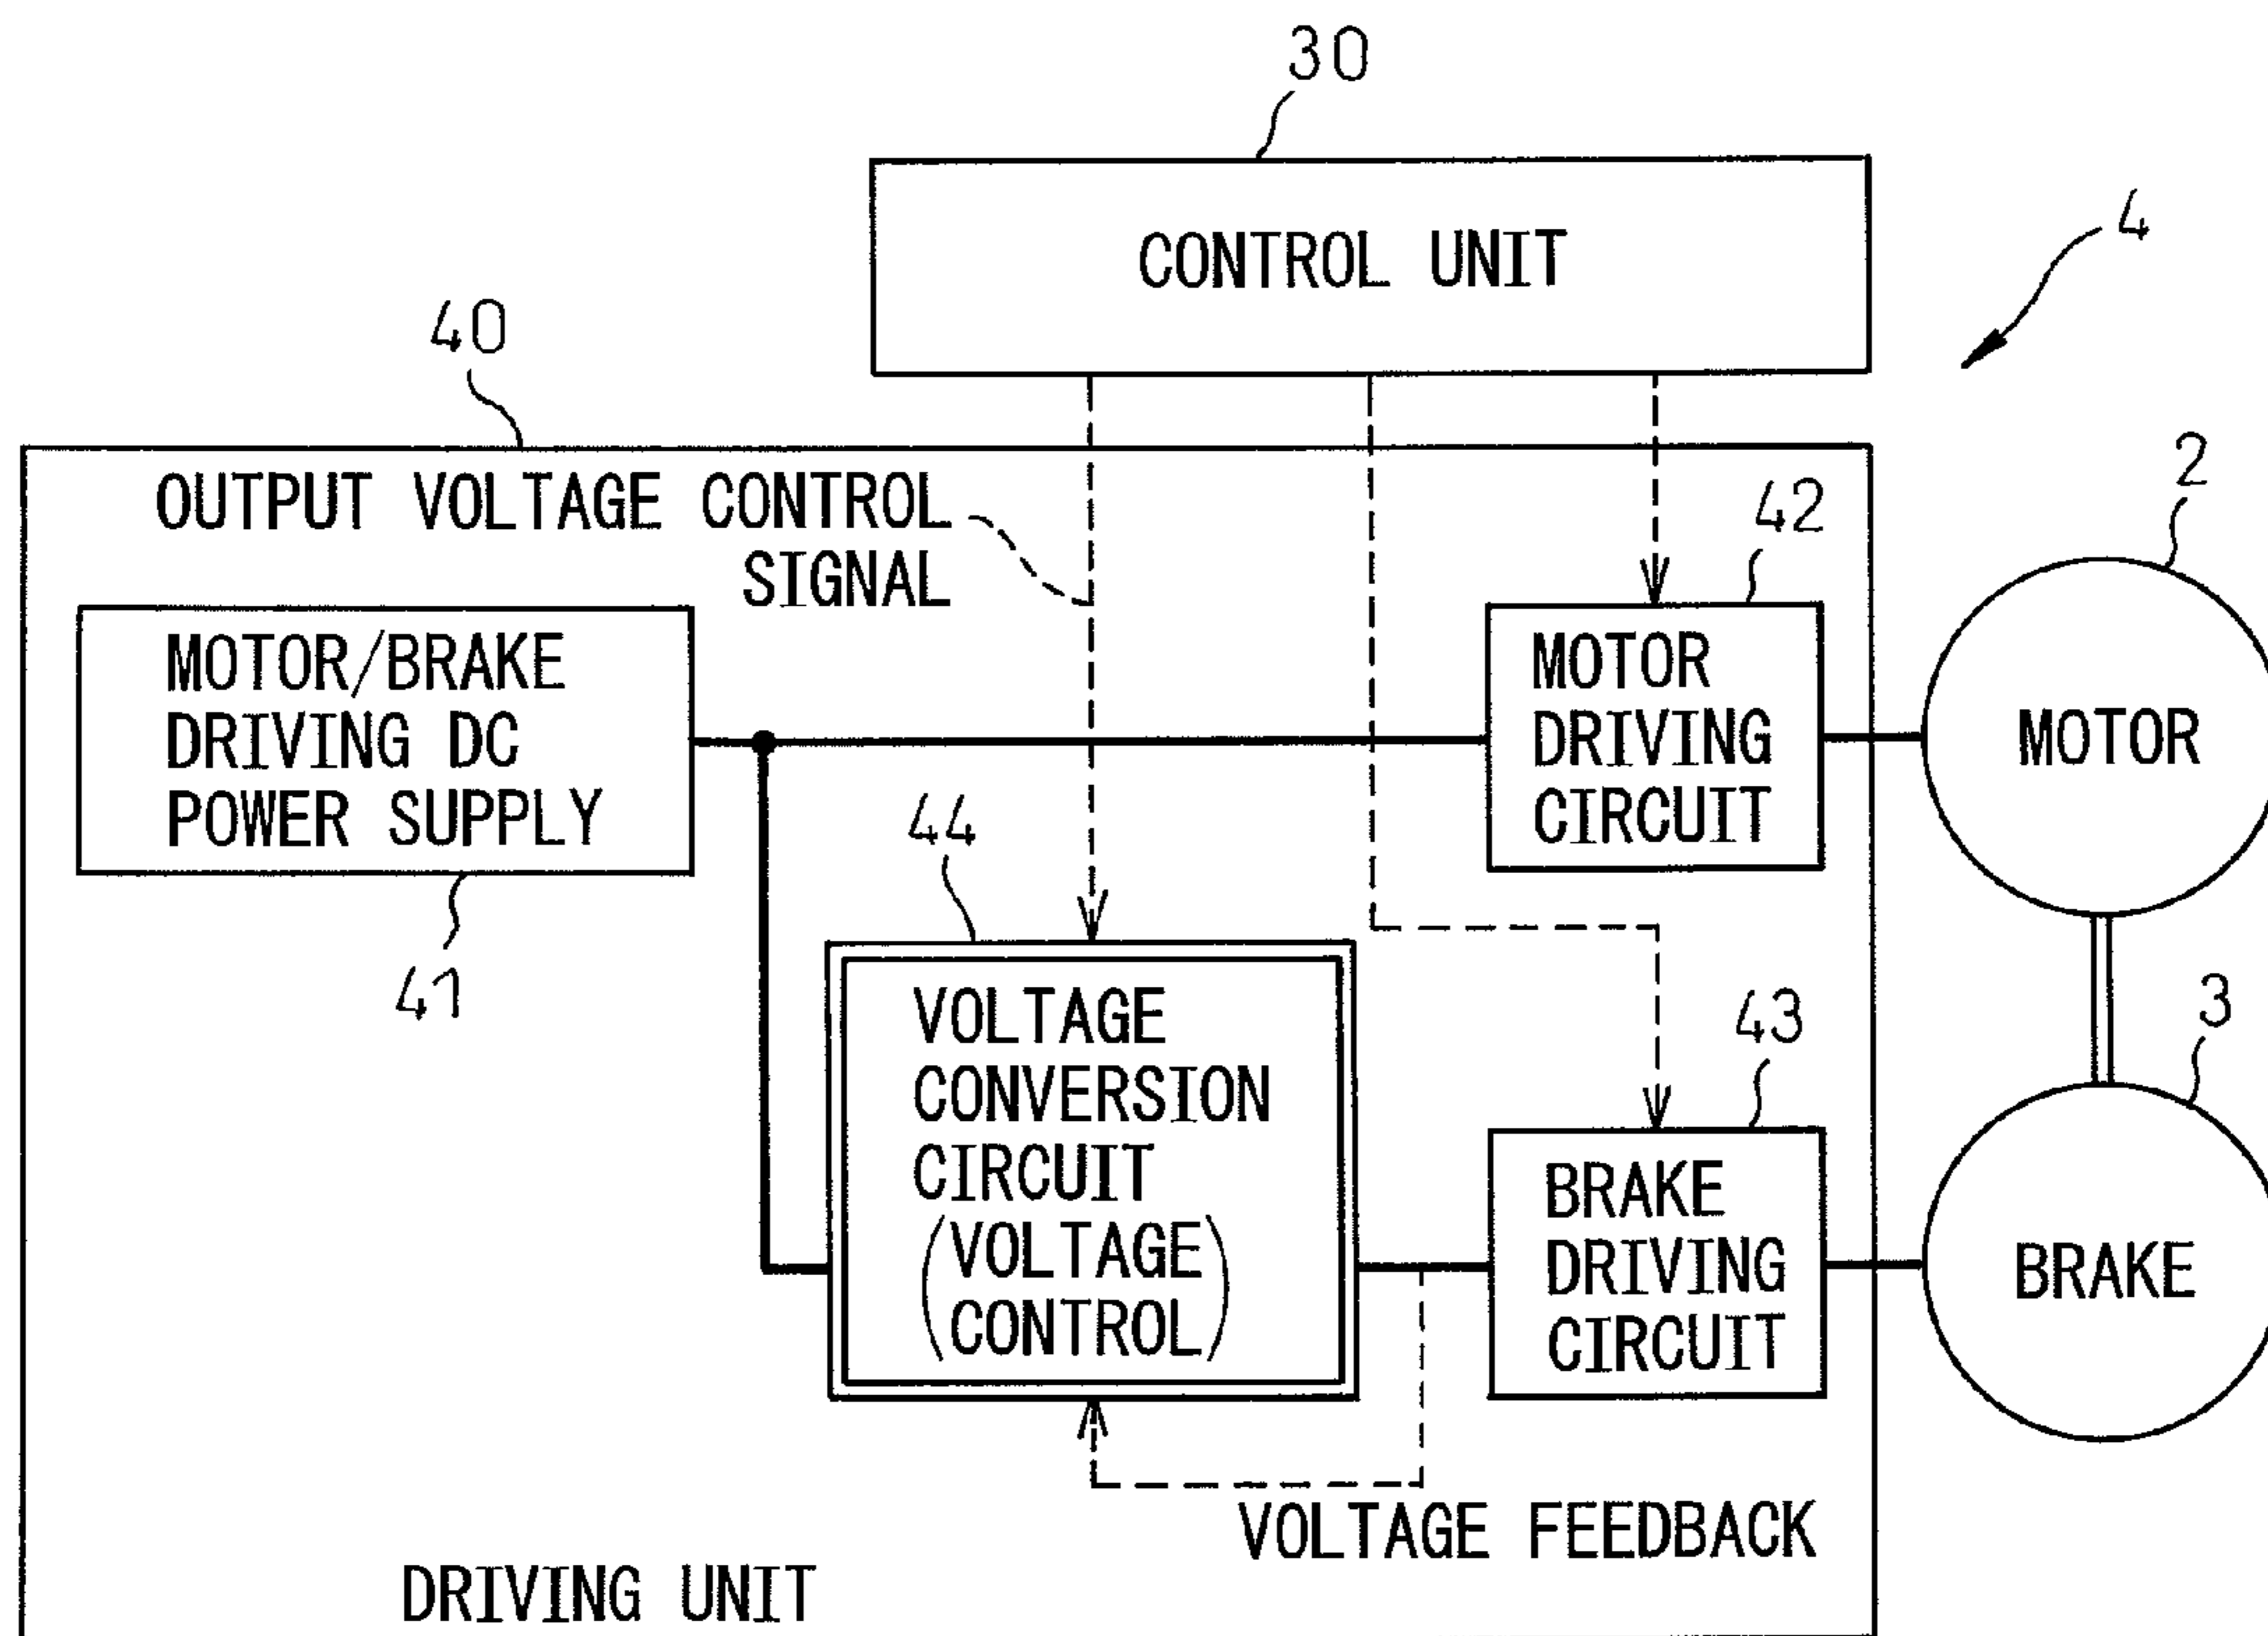 30
CONTROL UNIT
4
40
OUTPUT VOLTAGE CONTROL
SIGNAL
42
2
MOTOR/BRAKE
DRIVING DC
POWER SUPPLY
41
MOTOR
DRIVING
CIRCUIT
MOTOR
44
VOLTAGE
CONVERSION
CIRCUIT
(VOLTAGE
CONTROL)
43
3
BRAKE
DRIVING
CIRCUIT
BRAKE
VOLTAGE FEEDBACK
DRIVING UNIT